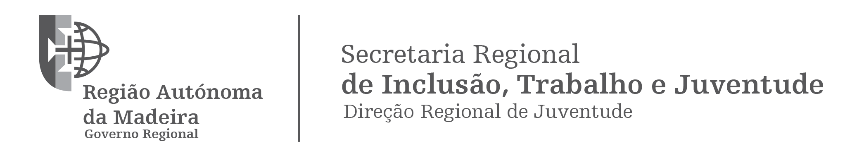 Região Autónoma
da Madeira
Governo Regional
Secretaria Regional
de Inclusão, Trabalho e Juventude
Direção Regional de Juventude